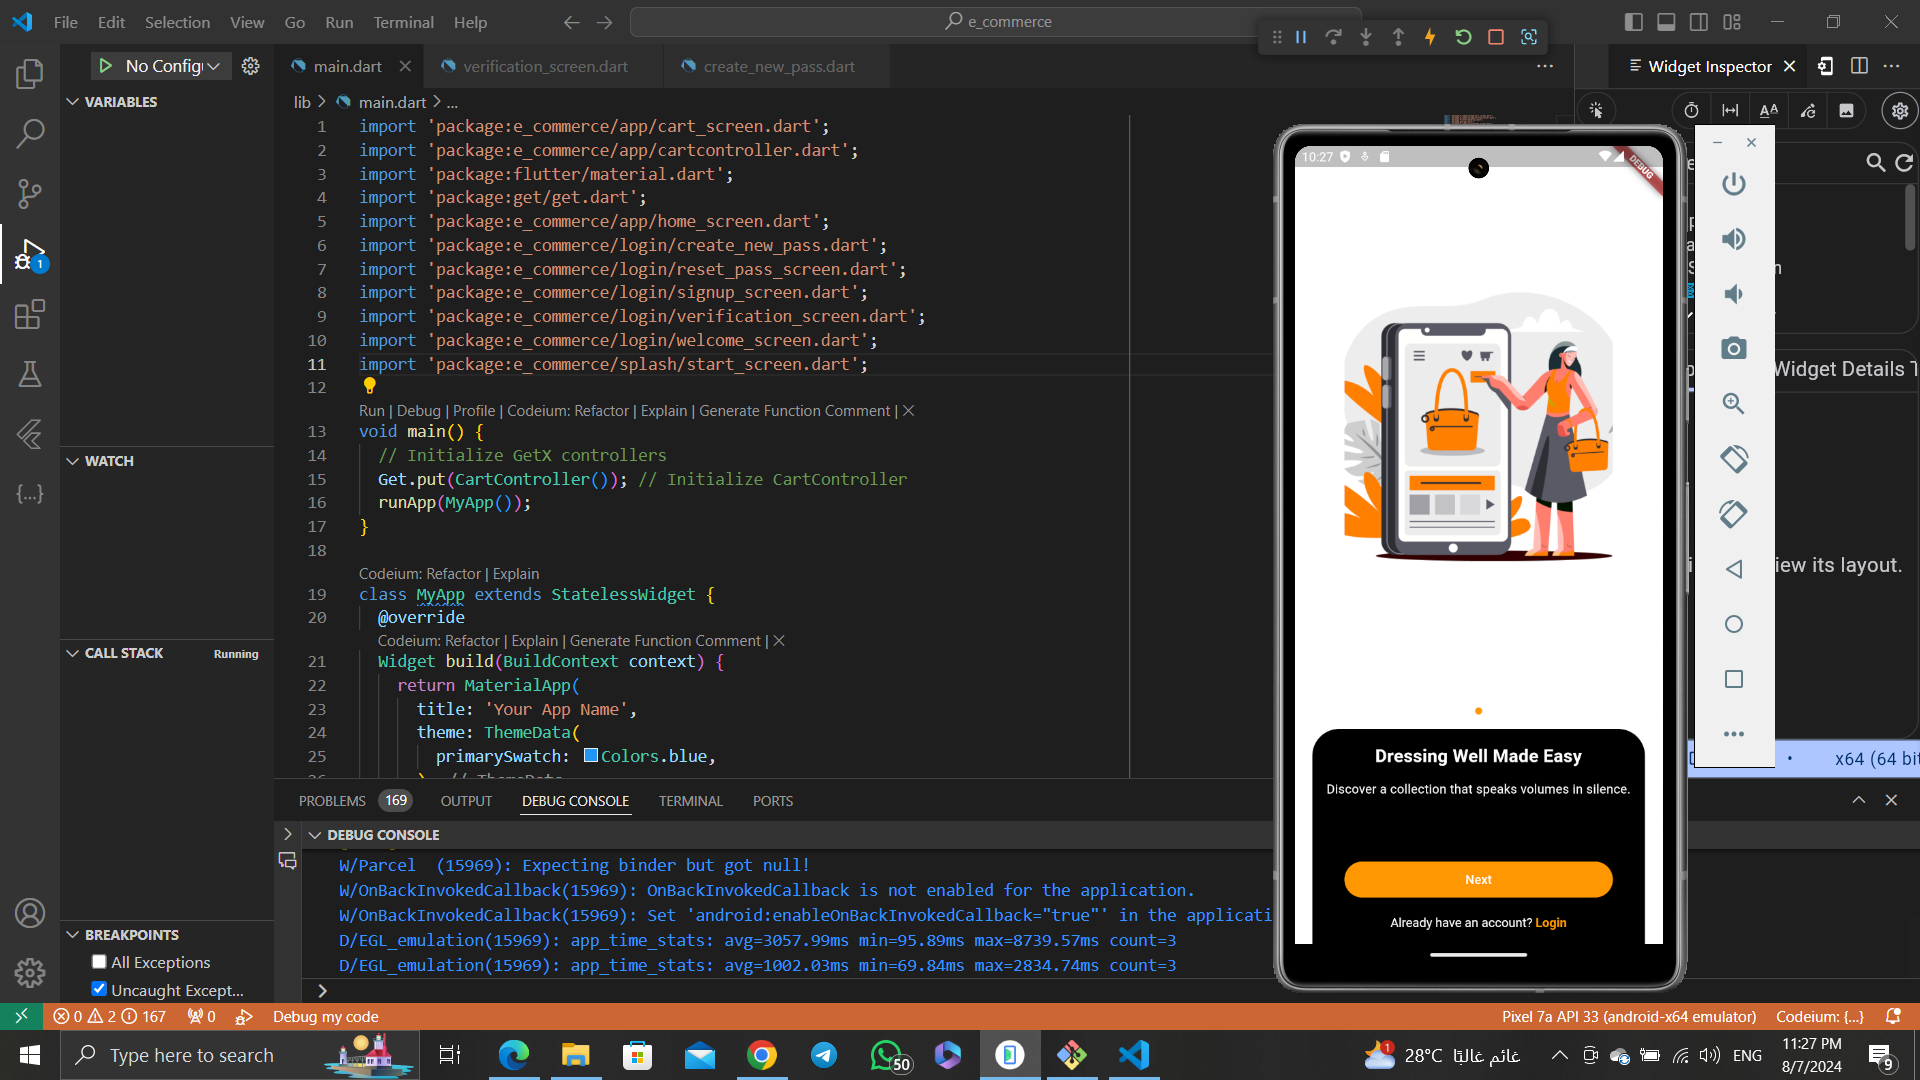 File Edit Selection View Go Run Terminal Help
e_commerce
No Config
main.dart
verification_screen.dart
create_new_pass.dart
Widget Inspector
VARIABLES
lib > main.dart > ...
1 import 'package:e_commerce/app/cart_screen.dart';
2 import 'package:e_commerce/app/cartcontroller.dart';
3 import 'package:flutter/material.dart';
4 import 'package:get/get.dart';
5 import 'package:e_commerce/app/home_screen.dart';
6 import 'package:e_commerce/login/create_new_pass.dart';
7 import 'package:e_commerce/login/reset_pass_screen.dart';
8 import 'package:e_commerce/login/signup_screen.dart';
9 import 'package:e_commerce/login/verification_screen.dart';
10 import 'package:e_commerce/login/welcome_screen.dart';
11 import 'package:e_commerce/splash/start_screen.dart';
12
Run | Debug | Profile | Codeium: Refactor | Explain | Generate Function Comment | ×
13 void main() {
14 // Initialize GetX controllers
15 Get.put(CartController()); // Initialize CartController
16 runApp(MyApp());
17 }
18
Codeium: Refactor | Explain
19 class MyApp extends StatelessWidget {
20 @override
Codeium: Refactor | Explain | Generate Function Comment | ×
21 Widget build(BuildContext context) {
22 return MaterialApp(
23 title: 'Your App Name',
24 theme: ThemeData(
25 primarySwatch: Colors.blue,
WATCH
CALL STACK
Running
BREAKPOINTS
All Exceptions
Uncaught Except...
PROBLEMS 169 OUTPUT DEBUG CONSOLE TERMINAL PORTS
DEBUG CONSOLE
W/Parcel (15969): Expecting binder but got null!
W/OnBackInvokedCallback(15969): OnBackInvokedCallback is not enabled for the application.
W/OnBackInvokedCallback(15969): Set 'android:enableOnBackInvokedCallback="true"' in the applicati
D/EGL_emulation(15969): app_time_stats: avg=3057.99ms min=95.89ms max=8739.57ms count=3
D/EGL_emulation(15969): app_time_stats: avg=1002.03ms min=69.84ms max=2834.74ms count=3
10:27
DEBUG
Dressing Well Made Easy
Discover a collection that speaks volumes in silence.
Next
Already have an account? Login
Widget Details T
iew its layout.
x64 (64 bit
0 2 167 0 Debug my code
Pixel 7a API 33 (android-x64 emulator) Codeium: {...}
Type here to search
50
1
28°C غائم غالبًا
ENG
11:27 PM
8/7/2024
9